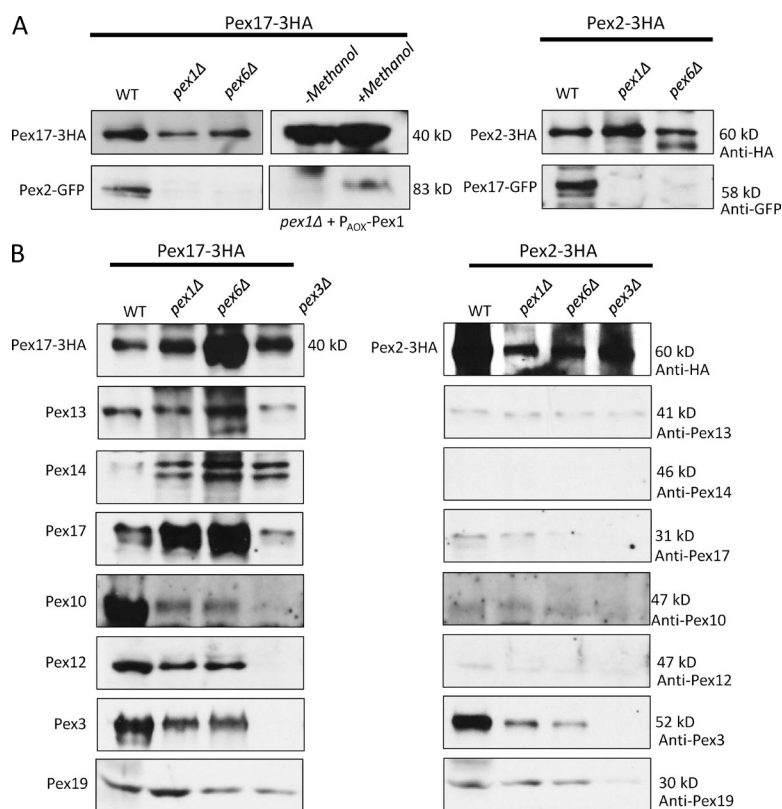 A
Pex17-3HA
WT pex1Δ pex6Δ -Methanol +Methanol
Pex17-3HA 40 kD
Pex2-GFP 83 kD
pex1Δ + PAOX-Pex1
Pex2-3HA
WT pex1Δ pex6Δ
Pex2-3HA 60 kD
Anti-HA
Pex17-GFP 58 kD
Anti-GFP
B
Pex17-3HA
WT pex1Δ pex6Δ pex3Δ
Pex17-3HA 40 kD
Pex13
Pex14
Pex17
Pex10
Pex12
Pex3
Pex19
Pex2-3HA
WT pex1Δ pex6Δ pex3Δ
Pex2-3HA 60 kD
Anti-HA
41 kD
Anti-Pex13
46 kD
Anti-Pex14
31 kD
Anti-Pex17
47 kD
Anti-Pex10
47 kD
Anti-Pex12
52 kD
Anti-Pex3
30 kD
Anti-Pex19